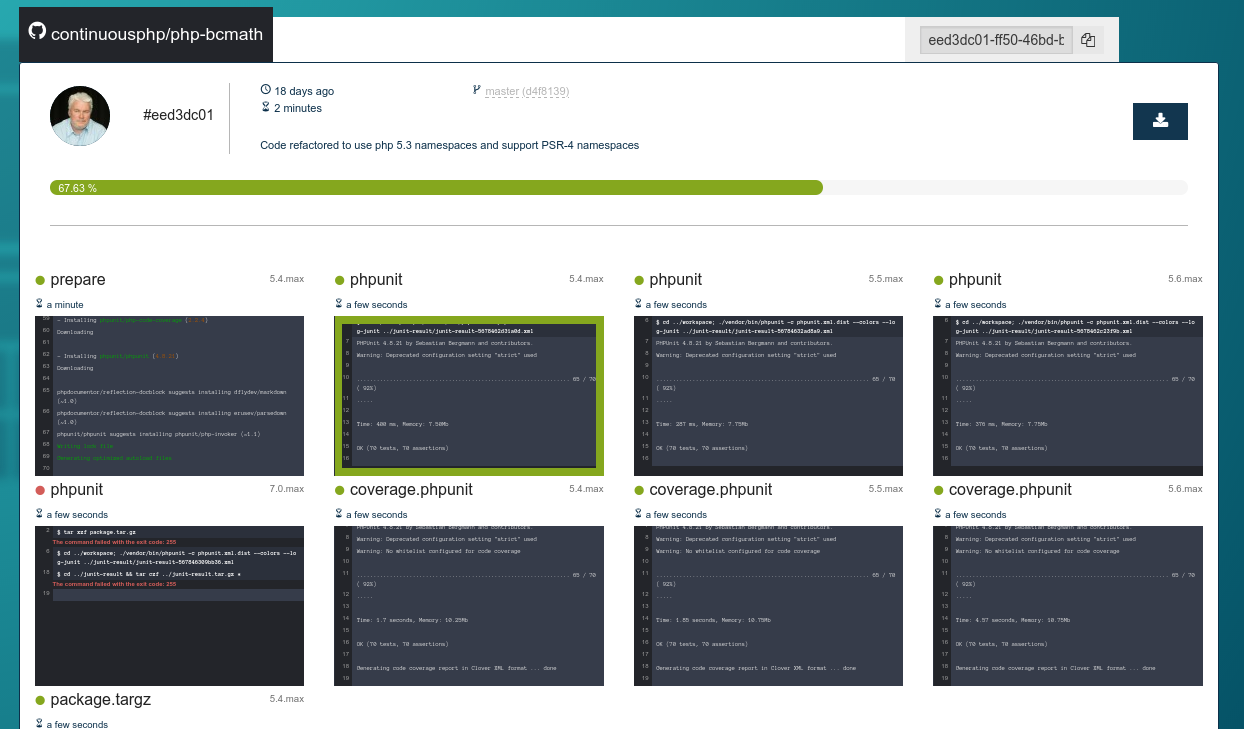 continuousphp/php-bcmath
eed3dc01-ff50-46bd-b
#eed3dc01
18 days ago
master (d4f8139)
2 minutes
Code refactored to use php 5.3 namespaces and support PSR-4 namespaces
67.63 %
prepare 5.4.max
a minute
59 - Installing phpunit/php-code-coverage
60 Downloading
61
62 - Installing phpunit/phpunit
63 Downloading
64
65 phpdocumentor/reflection-docblock suggests installing dflydev/markdown
(~1.0)
66 phpdocumentor/reflection-docblock suggests installing erusev/parsedown
(~1.0)
67 phpunit/phpunit suggests installing phpunit/php-invoker (~1.1)
68 Writing lock file
69 Generating optimized autoload files
70
phpunit 5.4.max
a few seconds
g-junit ../junit-result/junit-result-5678462d31a0d.xml
7 PHPUnit 4.8.21 by Sebastian Bergmann and contributors.
8 Warning: Deprecated configuration setting "strict" used
9
10 ................................................................. 65 / 70
( 92%)
11 .....
12
13 Time: 400 ms, Memory: 7.50Mb
14
15 OK (70 tests, 70 assertions)
16
phpunit 5.5.max
a few seconds
6 $ cd ../workspace; ./vendor/bin/phpunit -c phpunit.xml.dist --colors --lo
g-junit ../junit-result/junit-result-56784632ad8a9.xml
7 PHPUnit 4.8.21 by Sebastian Bergmann and contributors.
8 Warning: Deprecated configuration setting "strict" used
9
10 ................................................................. 65 / 70
( 92%)
11 .....
12
13 Time: 287 ms, Memory: 7.75Mb
14
15 OK (70 tests, 70 assertions)
16
phpunit 5.6.max
a few seconds
6 $ cd ../workspace; ./vendor/bin/phpunit -c phpunit.xml.dist --colors --lo
g-junit ../junit-result/junit-result-5678462c23f9b.xml
7 PHPUnit 4.8.21 by Sebastian Bergmann and contributors.
8 Warning: Deprecated configuration setting "strict" used
9
10 ................................................................. 65 / 70
( 92%)
11 .....
12
13 Time: 376 ms, Memory: 7.75Mb
14
15 OK (70 tests, 70 assertions)
16
phpunit 7.0.max
a few seconds
2 $ tar xzf package.tar.gz
The command failed with the exit code: 255
6 $ cd ../workspace; ./vendor/bin/phpunit -c phpunit.xml.dist --colors --lo
g-junit ../junit-result/junit-result-567846309bb36.xml
18 $ cd ../junit-result && tar czf ../junit-result.tar.gz *
The command failed with the exit code: 255
19
coverage.phpunit 5.4.max
a few seconds
PHPUnit 4.8.21 by Sebastian Bergmann and contributors.
8 Warning: Deprecated configuration setting "strict" used
9 Warning: No whitelist configured for code coverage
10
11 ................................................................. 65 / 70
( 92%)
12 .....
13
14 Time: 1.7 seconds, Memory: 10.25Mb
15
16 OK (70 tests, 70 assertions)
17
18 Generating code coverage report in Clover XML format ... done
19
coverage.phpunit 5.5.max
a few seconds
PHPUnit 4.8.21 by Sebastian Bergmann and contributors.
8 Warning: Deprecated configuration setting "strict" used
9 Warning: No whitelist configured for code coverage
10
11 ................................................................. 65 / 70
( 92%)
12 .....
13
14 Time: 1.85 seconds, Memory: 10.75Mb
15
16 OK (70 tests, 70 assertions)
17
18 Generating code coverage report in Clover XML format ... done
19
coverage.phpunit 5.6.max
a few seconds
PHPUnit 4.8.21 by Sebastian Bergmann and contributors.
8 Warning: Deprecated configuration setting "strict" used
9 Warning: No whitelist configured for code coverage
10
11 ................................................................. 65 / 70
( 92%)
12 .....
13
14 Time: 4.57 seconds, Memory: 10.75Mb
15
16 OK (70 tests, 70 assertions)
17
18 Generating code coverage report in Clover XML format ... done
19
package.targz 5.4.max
a few seconds